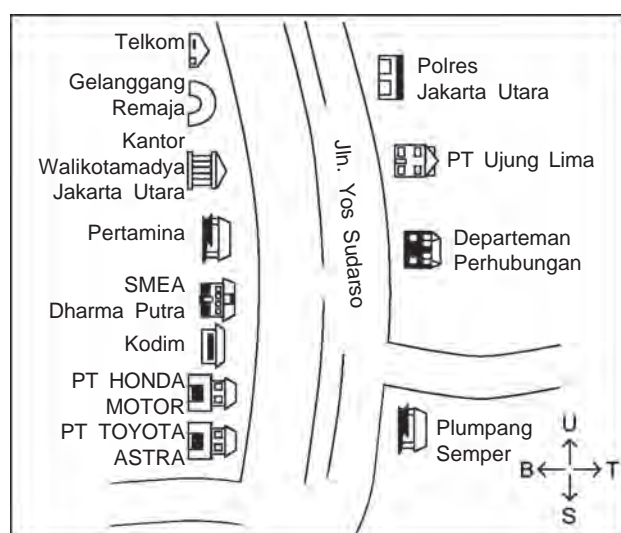 Telkom
Gelanggang
Remaja
Kantor
Walikotamadya
Jakarta Utara
Pertamina
SMEA
Dharma Putra
Kodim
PT HONDA
MOTOR
PT TOYOTA
ASTRA
Jln. Yos Sudarso
Polres
Jakarta Utara
PT Ujung Lima
Departeman
Perhubungan
Plumpang
Semper
U
B T
S